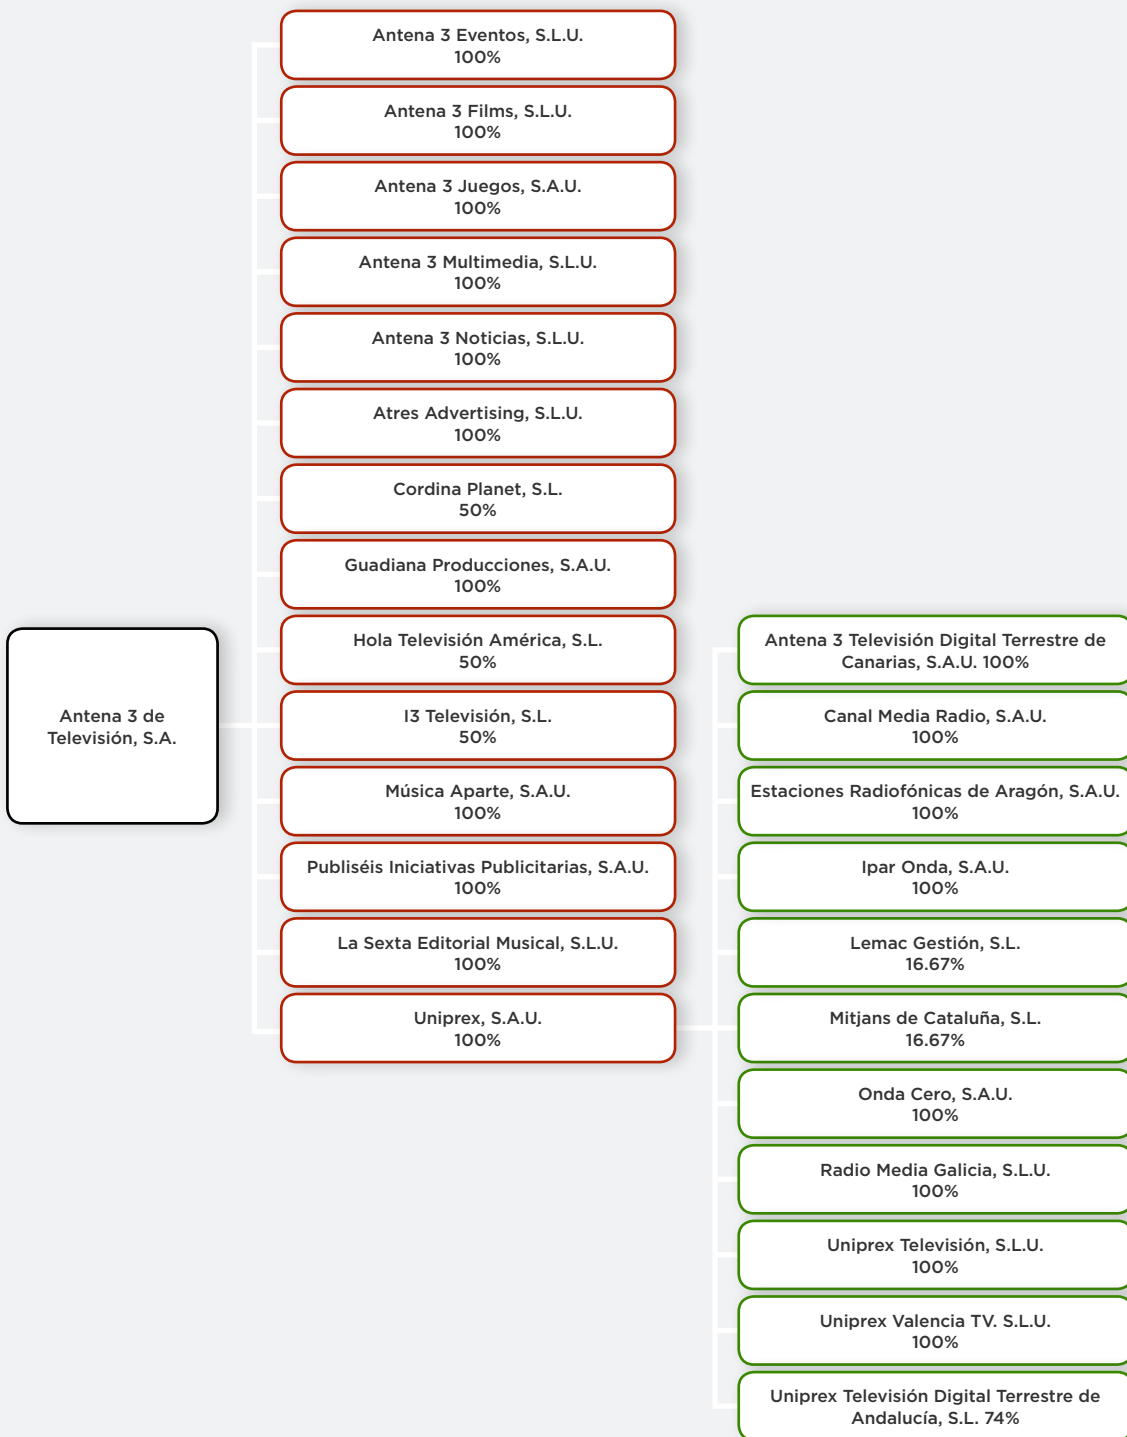 Antena 3 de
Televisión, S.A.
Antena 3 Eventos, S.L.U.
100%
Antena 3 Films, S.L.U.
100%
Antena 3 Juegos, S.A.U.
100%
Antena 3 Multimedia, S.L.U.
100%
Antena 3 Noticias, S.L.U.
100%
Atres Advertising, S.L.U.
100%
Cordina Planet, S.L.
50%
Guadiana Producciones, S.A.U.
100%
Hola Televisión América, S.L.
50%
I3 Televisión, S.L.
50%
Música Aparte, S.A.U.
100%
Publiséis Iniciativas Publicitarias, S.A.U.
100%
La Sexta Editorial Musical, S.L.U.
100%
Uniprex, S.A.U.
100%
Antena 3 Televisión Digital Terrestre de
Canarias, S.A.U. 100%
Canal Media Radio, S.A.U.
100%
Estaciones Radiofónicas de Aragón, S.A.U.
100%
Ipar Onda, S.A.U.
100%
Lemac Gestión, S.L.
16.67%
Mitjans de Cataluña, S.L.
16.67%
Onda Cero, S.A.U.
100%
Radio Media Galicia, S.L.U.
100%
Uniprex Televisión, S.L.U.
100%
Uniprex Valencia TV. S.L.U.
100%
Uniprex Televisión Digital Terrestre de
Andalucía, S.L. 74%